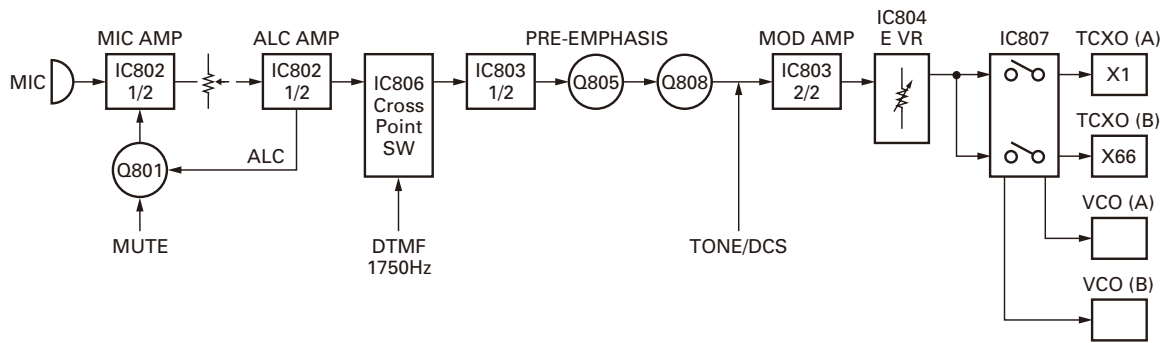 MIC
MIC AMP
IC802
1/2
ALC AMP
IC802
1/2
Q801
ALC
MUTE
IC806
Cross
Point
SW
DTMF
1750Hz
PRE-EMPHASIS
IC803
1/2
Q805
Q808
TONE/DCS
MOD AMP
IC803
2/2
IC804
E VR
IC807
TCXO (A)
X1
TCXO (B)
X66
VCO (A)
VCO (B)